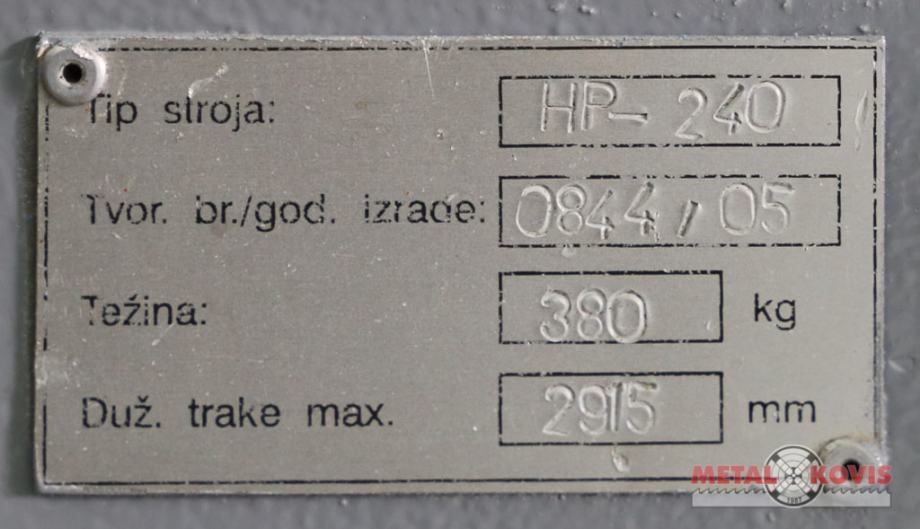 Tip stroja: HP-240
Tvor. br./god. izrade: 0844/05
Težina: 380 kg
Duž. trake max. 2915 mm
METAL KOVIS
1987